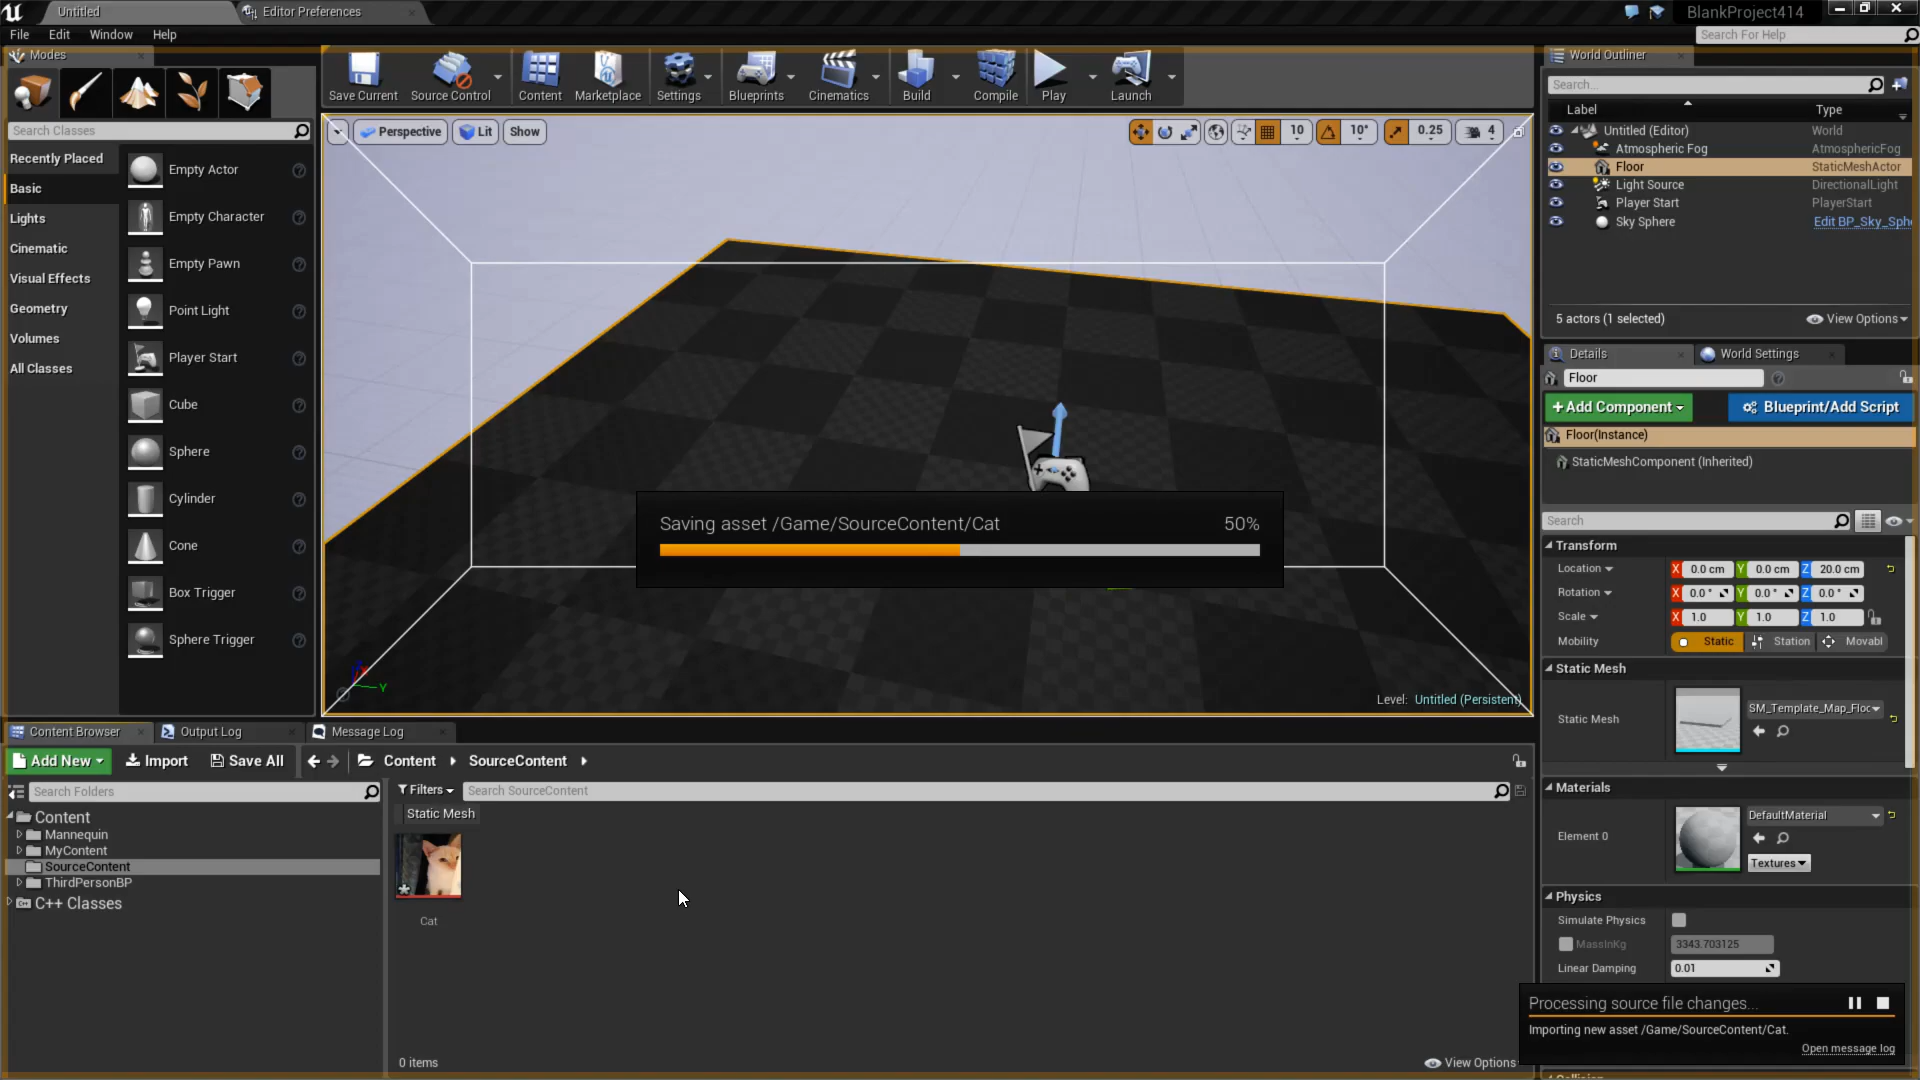 Untitled
Editor Preferences
BlankProject414
File Edit Window Help
Search For Help
Modes
Search Classes
Recently Placed
Basic
Lights
Cinematic
Visual Effects
Geometry
Volumes
All Classes
Empty Actor
Empty Character
Empty Pawn
Point Light
Player Start
Cube
Sphere
Cylinder
Cone
Box Trigger
Sphere Trigger
Save Current Source Control Content Marketplace Settings Blueprints Cinematics Build Compile Play Launch
Perspective Lit Show
10 10° 0.25 4
Saving asset /Game/SourceContent/Cat 50%
Y
Level: Untitled (Persistent)
World Outliner
Search...
Label Type
Untitled (Editor) World
Atmospheric Fog AtmosphericFog
Floor StaticMeshActor
Light Source DirectionalLight
Player Start PlayerStart
Sky Sphere Edit BP_Sky_Sph
5 actors (1 selected) View Options
Details World Settings
Floor
+Add Component Blueprint/Add Script
Floor(Instance)
StaticMeshComponent (Inherited)
Search
Transform
Location X 0.0 cm Y 0.0 cm Z 20.0 cm
Rotation X 0.0 ° Y 0.0 ° Z 0.0 °
Scale X 1.0 Y 1.0 Z 1.0
Mobility Static Station Movabl
Static Mesh
Static Mesh SM_Template_Map_Floc
Materials
Element 0 DefaultMaterial
Textures
Physics
Simulate Physics
MassInKg 3343.703125
Linear Damping 0.01
Content Browser Output Log Message Log
Add New Import Save All Content SourceContent
Search Folders
Content
Mannequin
MyContent
SourceContent
ThirdPersonBP
C++ Classes
Filters Search SourceContent
Static Mesh
Cat
0 items View Options
Processing source file changes...
Importing new asset /Game/SourceContent/Cat.
Open message log